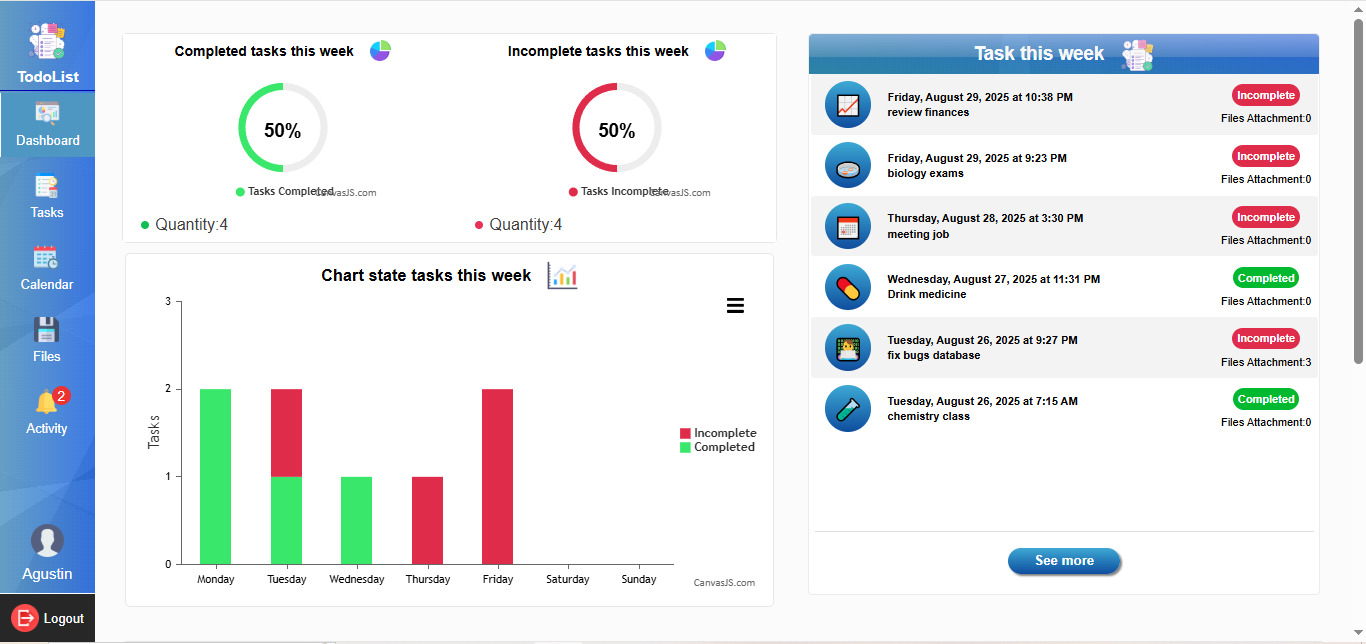 TodoList
Dashboard
Tasks
Calendar
Files
2
Activity
Agustin
Logout
Completed tasks this week
50%
Tasks Completed
CanvasJS.com
Quantity:4
Incomplete tasks this week
50%
Tasks Incomplete
CanvasJS.com
Quantity:4
Chart state tasks this week
3
2
1
0
Tasks
Monday Tuesday Wednesday Thursday Friday Saturday Sunday
Incomplete
Completed
CanvasJS.com
Task this week
Friday, August 29, 2025 at 10:38 PM
review finances
Incomplete
Files Attachment:0
Friday, August 29, 2025 at 9:23 PM
biology exams
Incomplete
Files Attachment:0
Thursday, August 28, 2025 at 3:30 PM
meeting job
Incomplete
Files Attachment:0
Wednesday, August 27, 2025 at 11:31 PM
Drink medicine
Completed
Files Attachment:0
Tuesday, August 26, 2025 at 9:27 PM
fix bugs database
Incomplete
Files Attachment:3
Tuesday, August 26, 2025 at 7:15 AM
chemistry class
Completed
Files Attachment:0
See more